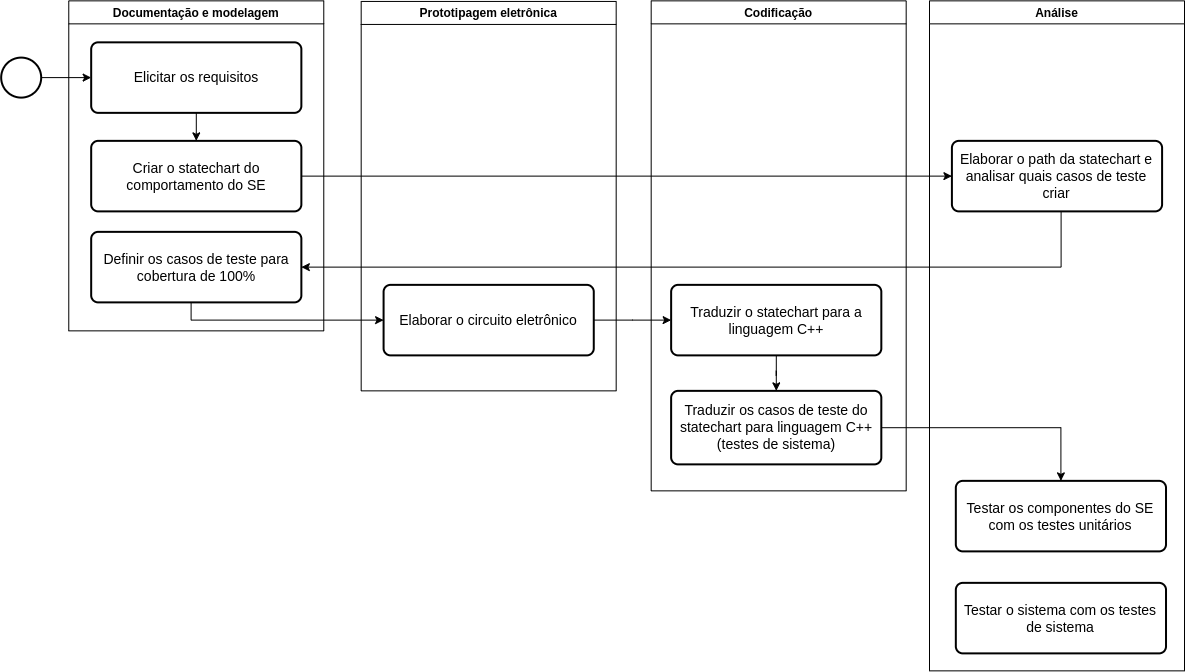 Documentação e modelagem
Prototipagem eletrônica
Codificação
Análise
Elicitar os requisitos
Criar o statechart do
comportamento do SE
Elaborar o path da statechart e
analisar quais casos de teste
criar
Definir os casos de teste para
cobertura de 100%
Elaborar o circuito eletrônico
Traduzir o statechart para a
linguagem C++
Traduzir os casos de teste do
statechart para linguagem C++
(testes de sistema)
Testar os componentes do SE
com os testes unitários
Testar o sistema com os testes
de sistema